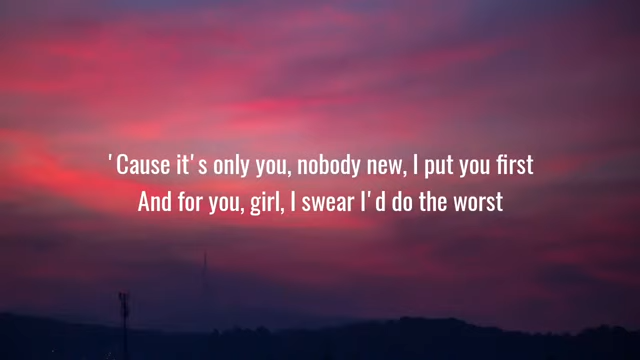 'Cause it's only you, nobody new, I put you first
And for you, girl, I swear I'd do the worst